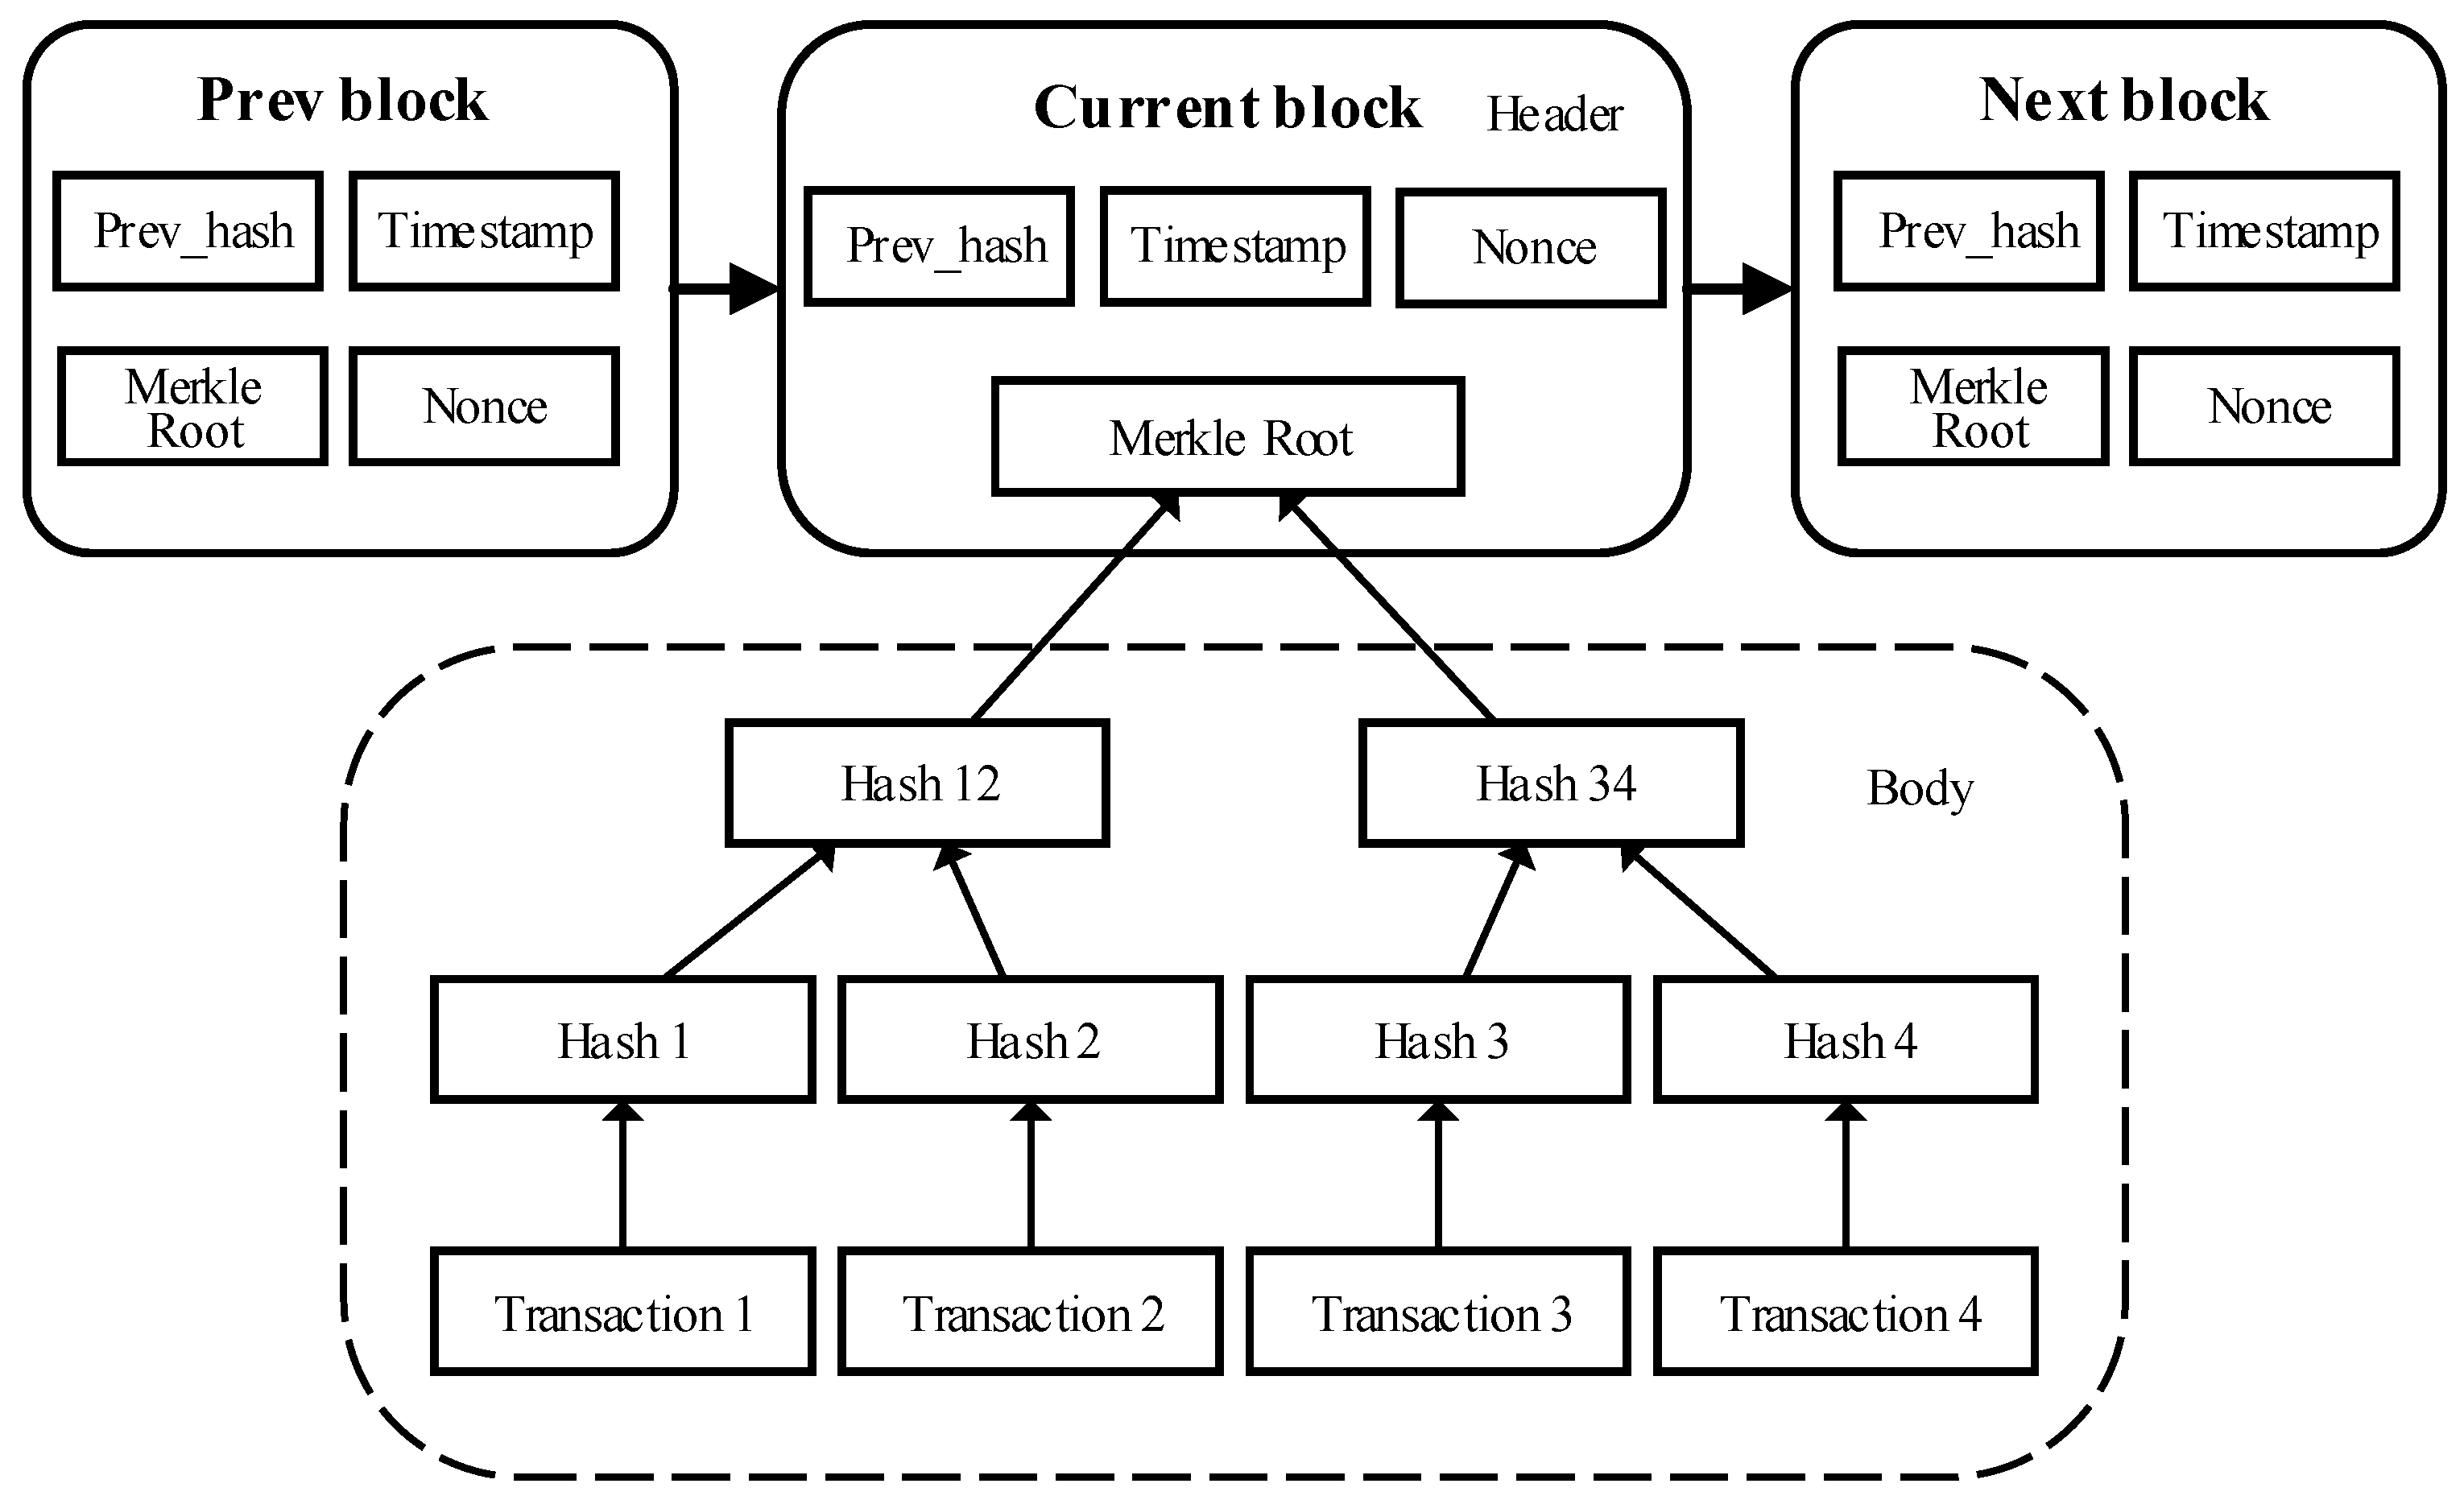 Prev block
Prev_hash
Timestamp
Merkle
Root
Nonce
Current block
Header
Prev_hash
Timestamp
Nonce
Merkle Root
Next block
Prev_hash
Timestamp
Merkle
Root
Nonce
Hash 12
Hash 34
Body
Hash 1
Hash 2
Hash 3
Hash 4
Transaction 1
Transaction 2
Transaction 3
Transaction 4